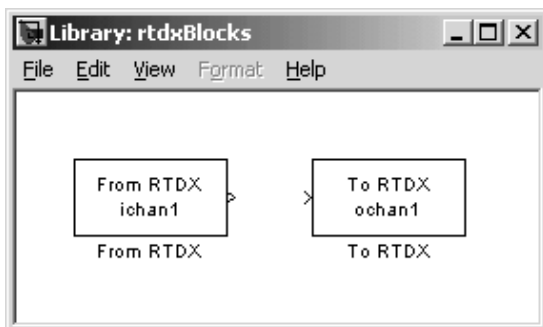 Library: rtdxBlocks
File Edit View Format Help
From RTDX
ichan1
From RTDX
To RTDX
ochan1
To RTDX